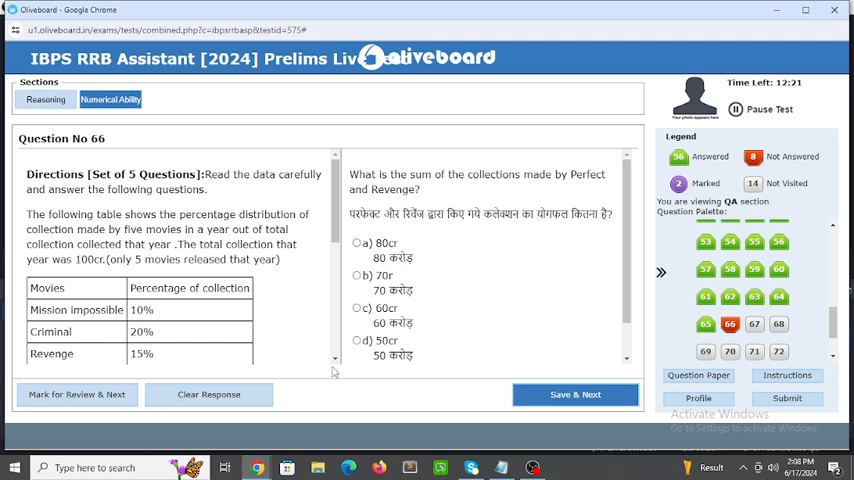 Oliveboard - Google Chrome
u1.oliveboard.in/exams/tests/combined.php?c=ibpsrrbasp&testid=575#
IBPS RRB Assistant [2024] Prelims Live
oliveboard
Sections
Reasoning
Numerical Ability
Your photo appears here
Time Left: 12:21
Pause Test
Question No 66
Directions [Set of 5 Questions]:Read the data carefully
and answer the following questions.
The following table shows the percentage distribution of
collection made by five movies in a year out of total
collection collected that year .The total collection that
year was 100cr.(only 5 movies released that year)
Movies Percentage of collection
Mission impossible 10%
Criminal 20%
Revenge 15%
What is the sum of the collections made by Perfect
and Revenge?
परफेक्ट और रिवेंज द्वारा किए गये कलेक्शन का योगफल कितना है?
a) 80cr
80 करोड़
b) 70r
70 करोड़
c) 60cr
60 करोड़
d) 50cr
50 करोड़
Mark for Review & Next
Clear Response
Save & Next
Legend
56 Answered 8 Not Answered
2 Marked 14 Not Visited
You are viewing QA section
Question Palette:
53 54 55 56
57 58 59 60
61 62 63 64
65 66 67 68
69 70 71 72
Question Paper Instructions
Profile Submit
Activate Windows
Go to Settings to activate Windows.
Type here to search
Result
2:08 PM
6/17/2024
2